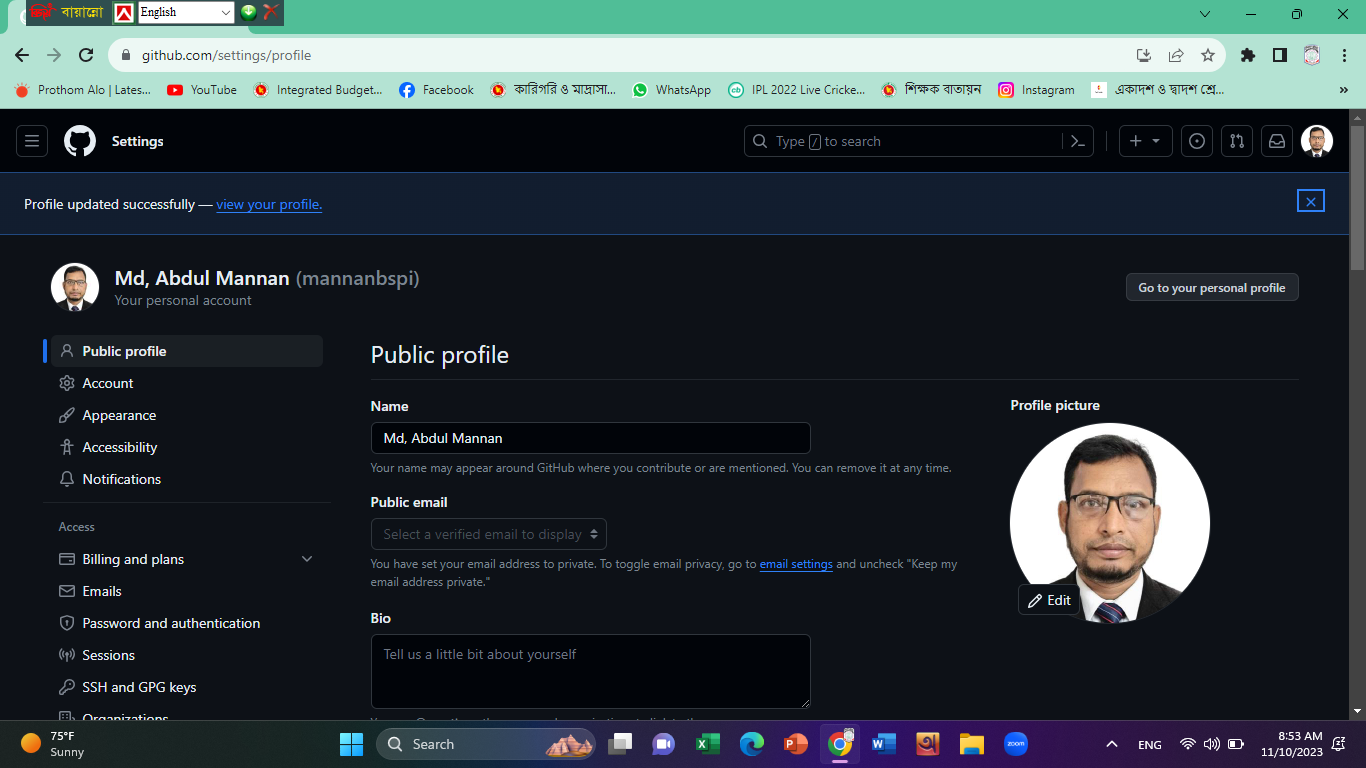 বায়ান্নো English
github.com/settings/profile
Prothom Alo | Lates... YouTube Integrated Budget... Facebook কারিগরি ও মাদ্রাসা... WhatsApp IPL 2022 Live Cricke... শিক্ষক বাতায়ন Instagram একাদশ ও দ্বাদশ শ্রে... »
Settings
Type / to search
Profile updated successfully — view your profile.
Md, Abdul Mannan (mannanbspi)
Your personal account
Go to your personal profile
Public profile
Account
Appearance
Accessibility
Notifications
Access
Billing and plans
Emails
Password and authentication
Sessions
SSH and GPG keys
Organizations
Public profile
Name
Md, Abdul Mannan
Your name may appear around GitHub where you contribute or are mentioned. You can remove it at any time.
Public email
Select a verified email to display
You have set your email address to private. To toggle email privacy, go to email settings and uncheck "Keep my
email address private."
Bio
Tell us a little bit about yourself
Profile picture
Edit
75°F
Sunny
Search
zoom
ENG
8:53 AM
11/10/2023